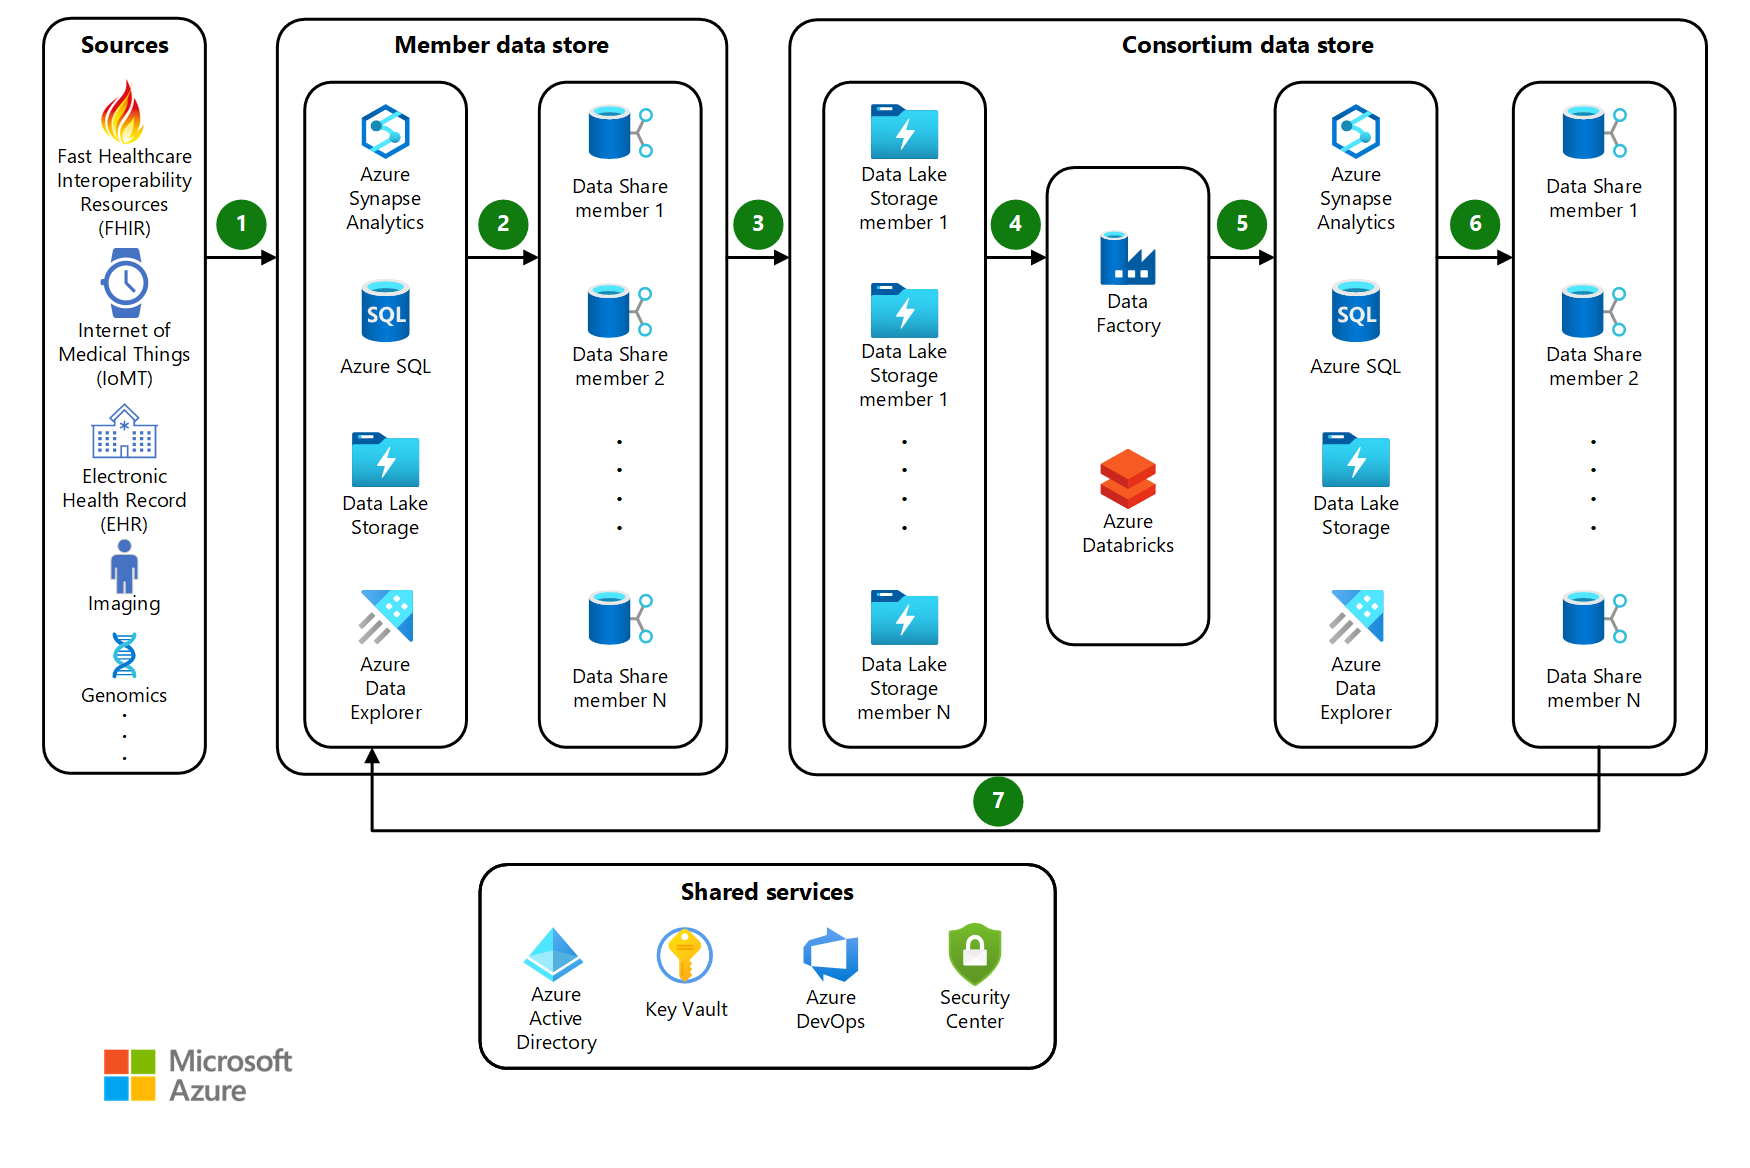 Sources
Fast Healthcare
Interoperability
Resources
(FHIR)
Internet of
Medical Things
(IoMT)
Electronic
Health Record
(EHR)
Imaging
Genomics
.
.
.
1
Member data store
Azure
Synapse
Analytics
SQL
Azure SQL
Data Lake
Storage
Azure
Data
Explorer
2
Data Share
member 1
Data Share
member 2
.
.
.
.
Data Share
member N
3
Consortium data store
Data Lake
Storage
member 1
Data Lake
Storage
member 1
.
.
.
.
Data Lake
Storage
member N
4
Data
Factory
Azure
Databricks
5
Azure
Synapse
Analytics
SQL
Azure SQL
Data Lake
Storage
Azure
Data
Explorer
6
Data Share
member 1
Data Share
member 2
.
.
.
.
Data Share
member N
7
Shared services
Azure
Active
Directory
Key Vault
Azure
DevOps
Security
Center
Microsoft
Azure